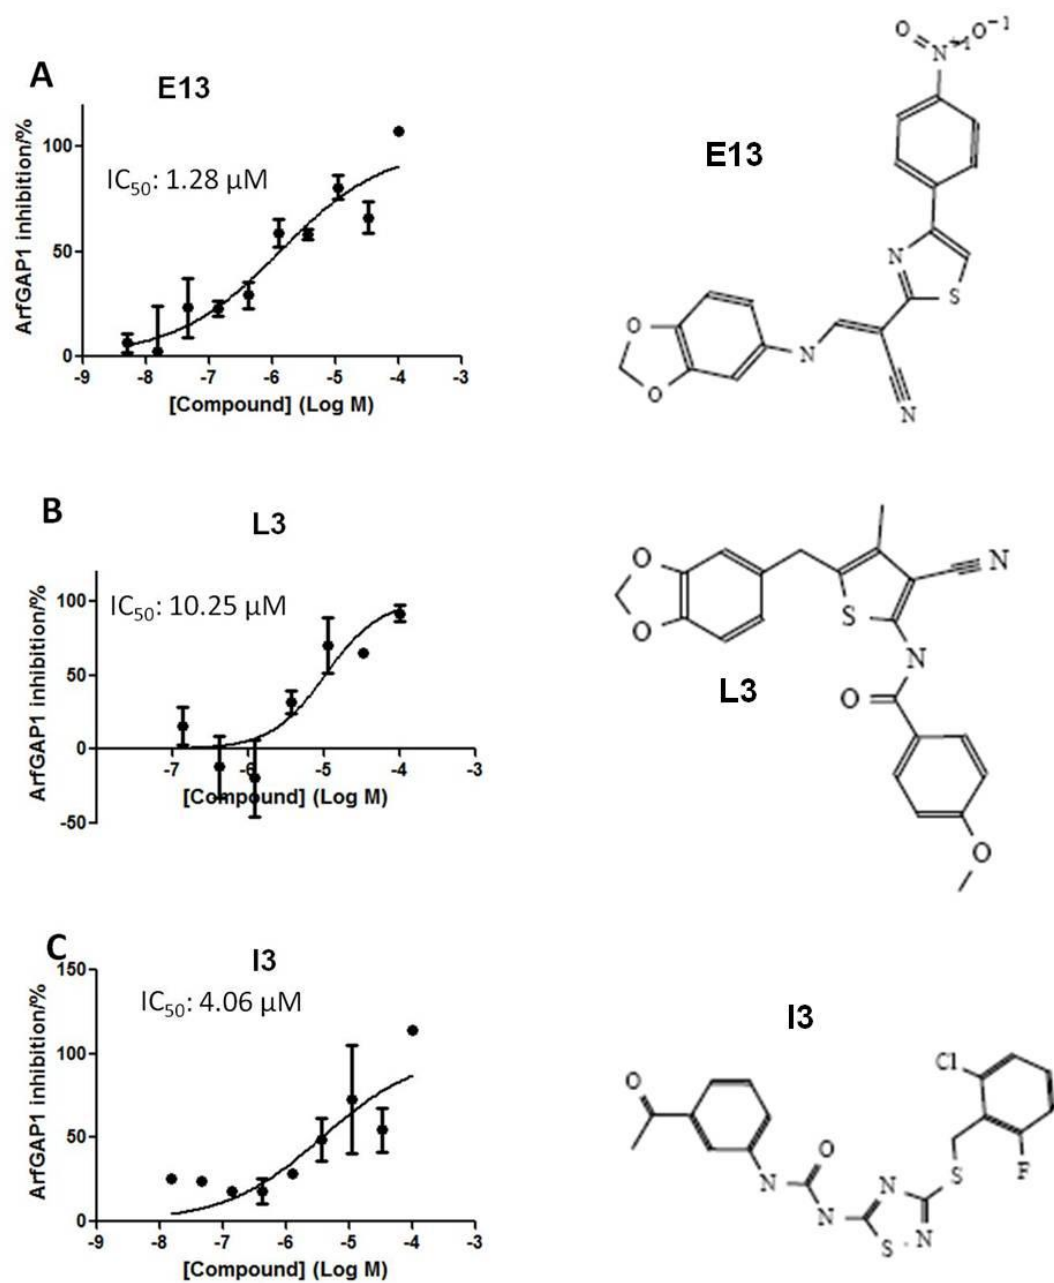 A
E13
ArfGAP1 inhibition/%
100
50
0
IC50: 1.28 µM
-9 -8 -7 -6 -5 -4 -3
[Compound] (Log M)
E13
O N+1 O-1
N
S
O
O
N
N
B
L3
ArfGAP1 inhibition/%
100
50
0
-50
IC50: 10.25 µM
-7 -6 -5 -4 -3
[Compound] (Log M)
O
O
S
N
N
O
L3
O
C
I3
ArfGAP1 inhibition/%
150
100
50
0
IC50: 4.06 µM
-9 -8 -7 -6 -5 -4 -3
[Compound] (Log M)
I3
Cl
O
O
F
S
N
N
N
S
N